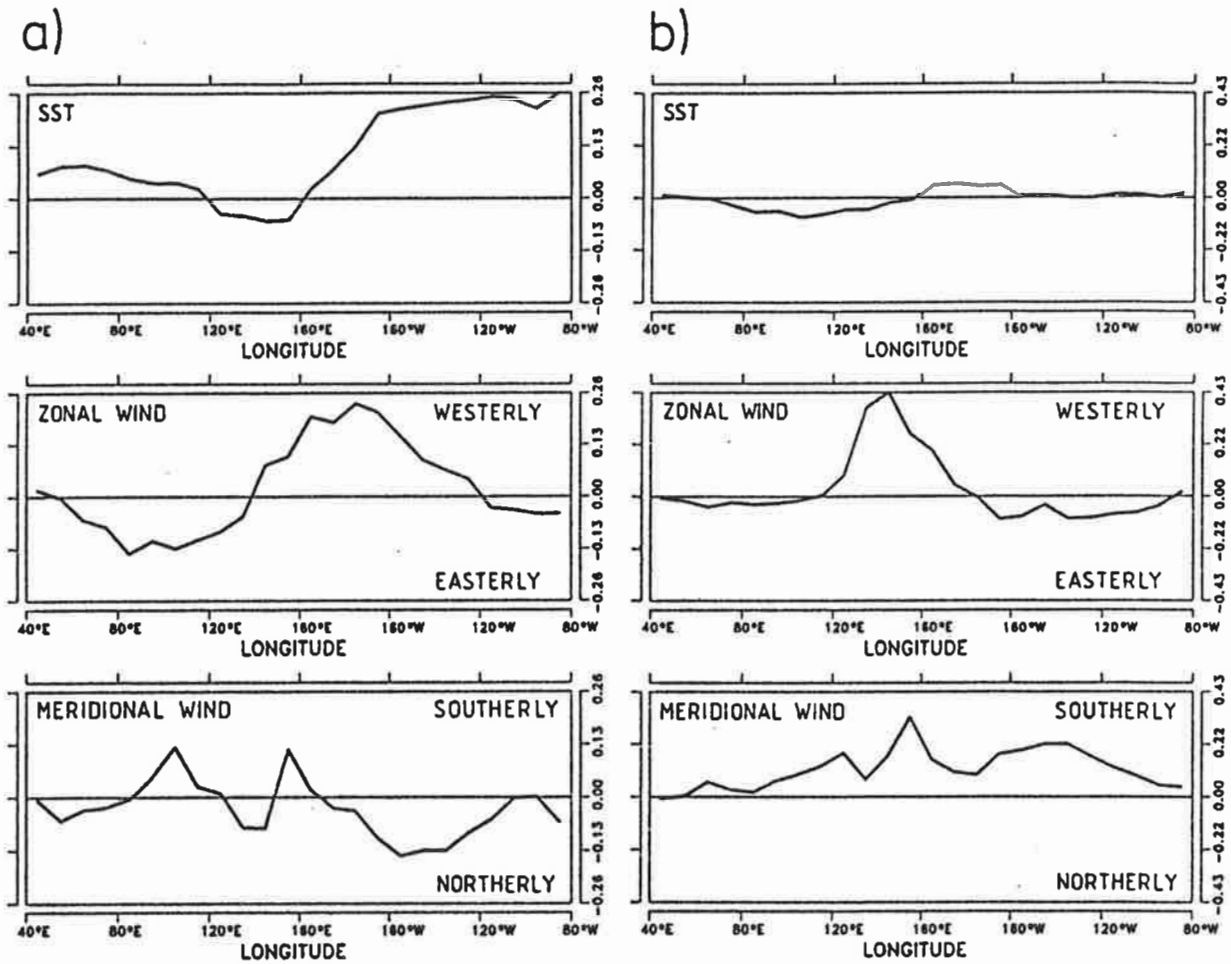 a)
SST
0.26
0.13
0.00
-0.13
-0.26
40°E 80°E 120°E 160°E 160°W 120°W 80°W
LONGITUDE
ZONAL WIND WESTERLY
EASTERLY
0.26
0.13
0.00
-0.13
-0.26
40°E 80°E 120°E 160°E 160°W 120°W 80°W
LONGITUDE
MERIDIONAL WIND SOUTHERLY
NORTHERLY
0.26
0.13
0.00
-0.13
-0.26
40°E 80°E 120°E 160°E 160°W 120°W 80°W
LONGITUDE
b)
SST
0.43
0.22
0.00
-0.22
-0.43
40°E 80°E 120°E 160°E 160°W 120°W 80°W
LONGITUDE
ZONAL WIND WESTERLY
EASTERLY
0.43
0.22
0.00
-0.22
-0.43
40°E 80°E 120°E 160°E 160°W 120°W 80°W
LONGITUDE
MERIDIONAL WIND SOUTHERLY
NORTHERLY
0.43
0.22
0.00
-0.22
-0.43
40°E 80°E 120°E 160°E 160°W 120°W 80°W
LONGITUDE